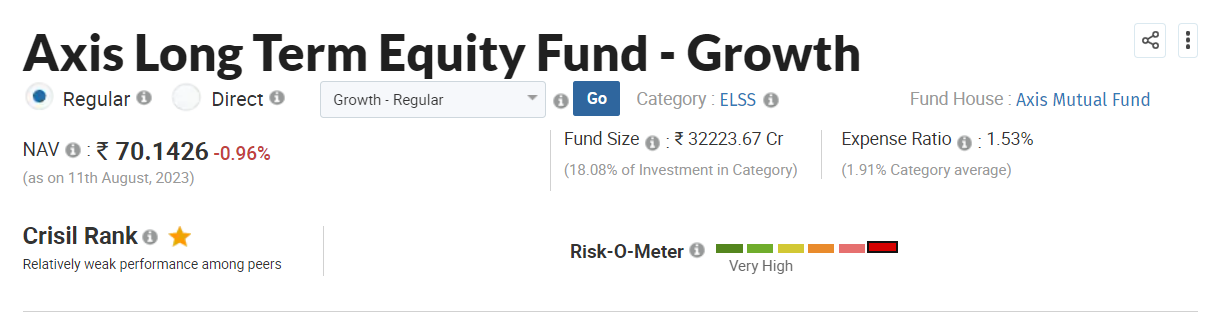 Axis Long Term Equity Fund - Growth
Regular Direct Growth - Regular Go Category : ELSS Fund House : Axis Mutual Fund
NAV : ₹ 70.1426 -0.96% Fund Size : ₹ 32223.67 Cr Expense Ratio : 1.53%
(as on 11th August, 2023) (18.08% of Investment in Category) (1.91% Category average)
Crisil Rank Risk-O-Meter
Relatively weak performance among peers Very High